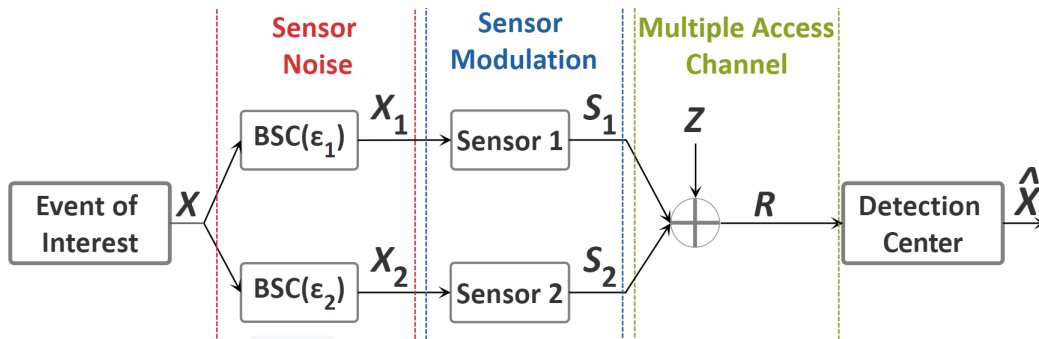 Sensor
Noise
Sensor
Modulation
Multiple Access
Channel
Event of
Interest
X
BSC(ε₁)
X₁
Sensor 1
S₁
BSC(ε₂)
X₂
Sensor 2
S₂
Z
R
Detection
Center
X̂